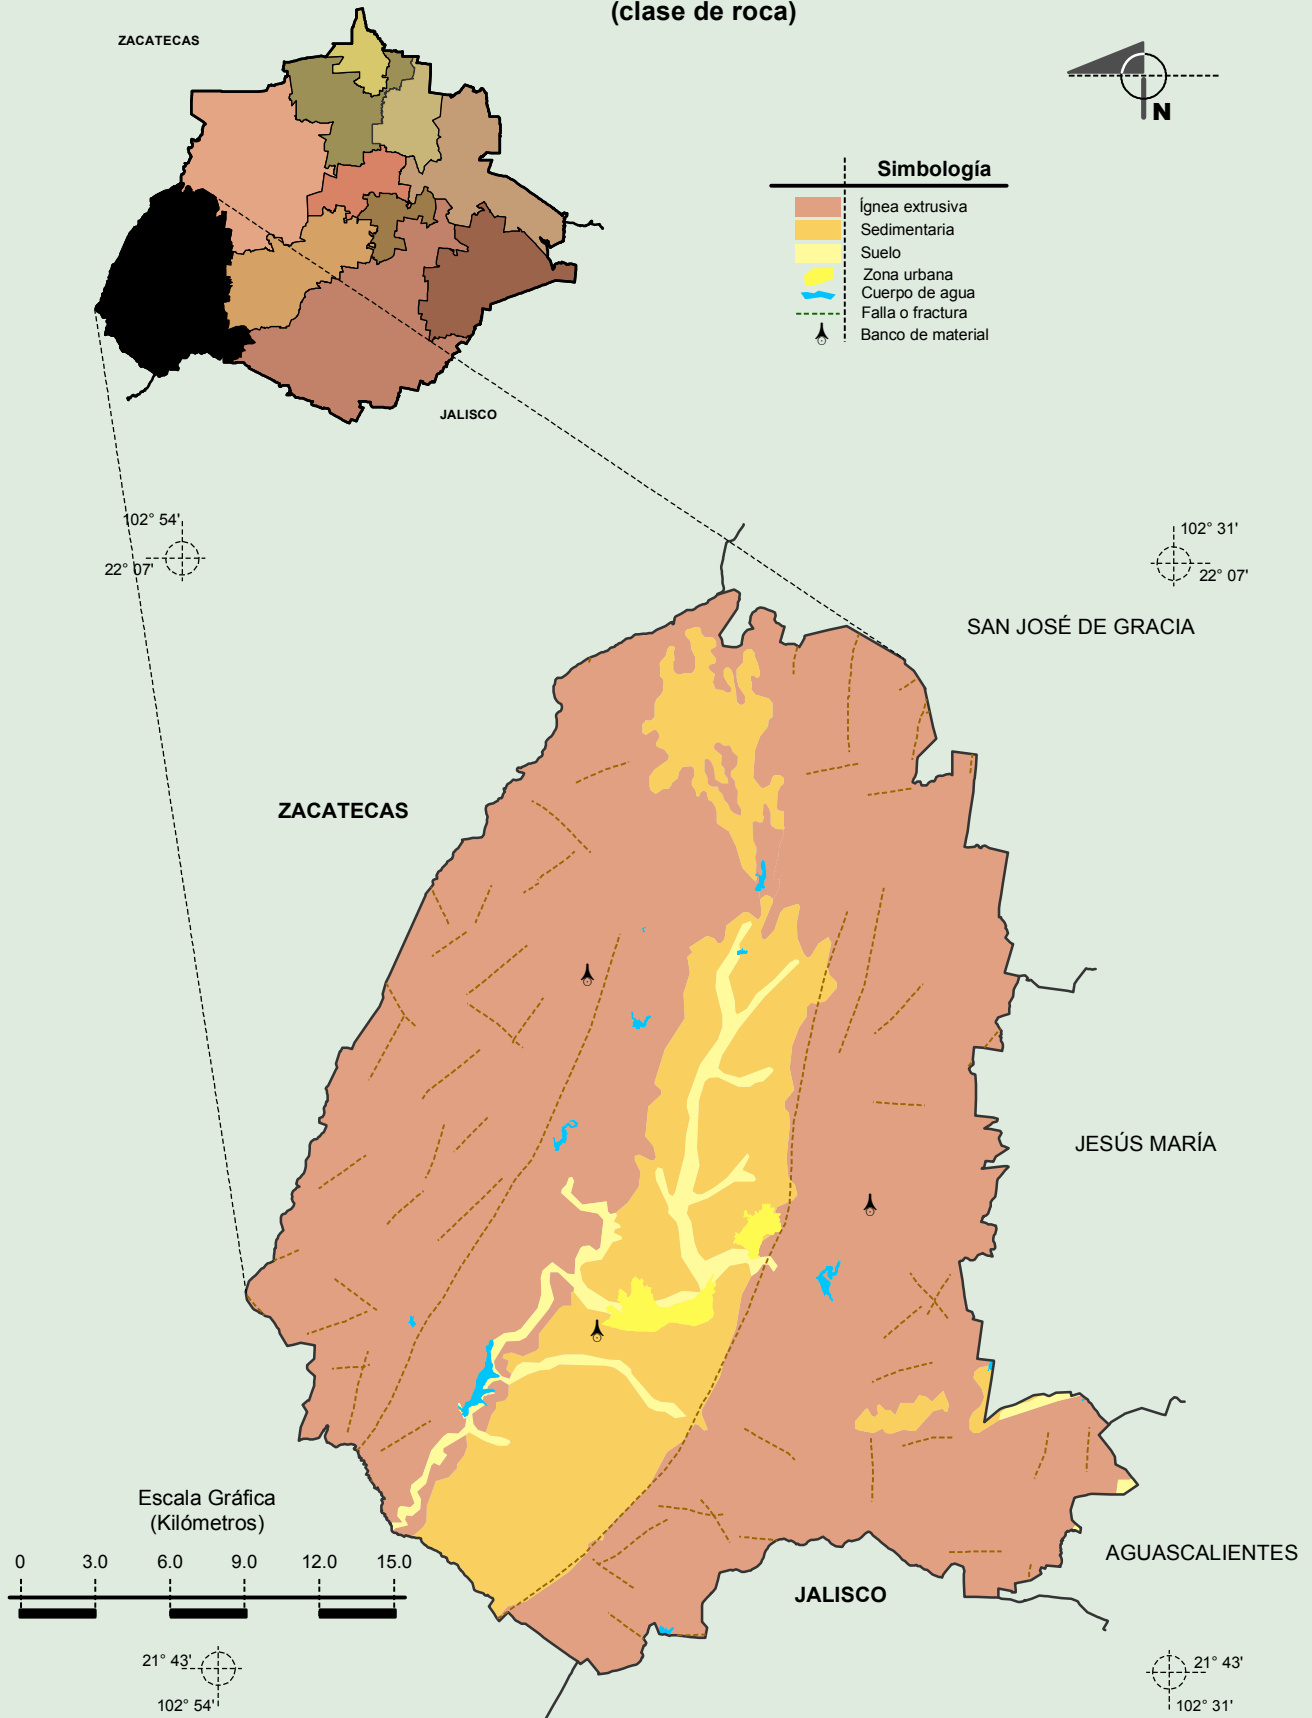 (clase de roca)
ZACATECAS
N
Simbología
Ígnea extrusiva
Sedimentaria
Suelo
Zona urbana
Cuerpo de agua
Falla o fractura
Banco de material
JALISCO
102° 54'
22° 07'
102° 31'
22° 07'
SAN JOSÉ DE GRACIA
ZACATECAS
JESÚS MARÍA
Escala Gráfica
(Kilómetros)
0 3.0 6.0 9.0 12.0 15.0
AGUASCALIENTES
JALISCO
21° 43'
102° 54'
21° 43'
102° 31'